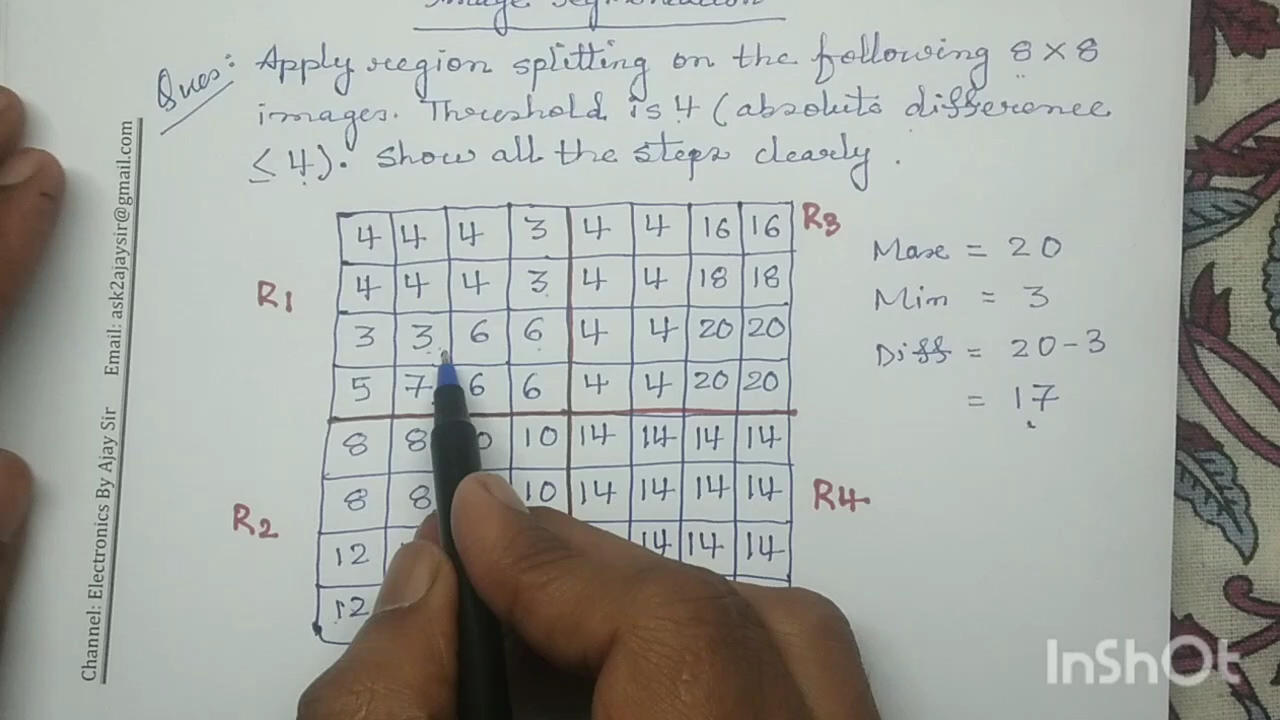 Image Segmentation
Ques: Apply region splitting on the following 8 × 8
images. Threshold is 4 (absolute difference
≤ 4). Show all the steps clearly.
4 4 4 3 4 4 16 16 R3
R1 4 4 4 3 4 4 18 18
3 3 6 6 4 4 20 20
5 7 6 6 4 4 20 20
8 8 10 14 14 14 14
R2 8 8 10 14 14 14 14 R4
12 14 14 14
12
Max = 20
Min = 3
Diff = 20-3
= 17
Channel: Electronics By Ajay Sir Email: ask2ajaysir@gmail.com
InShOt